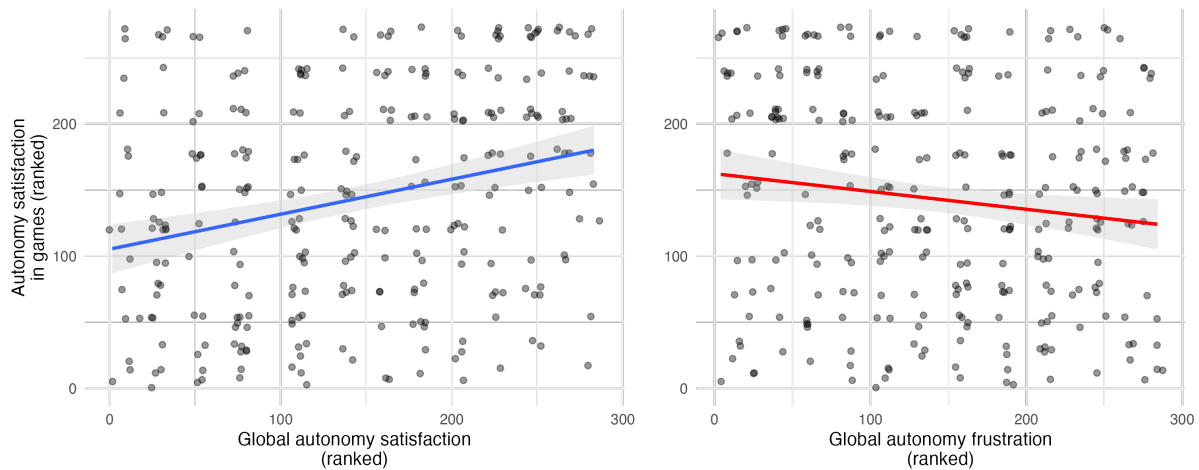 Autonomy satisfaction
in games (ranked)
200
100
0
0
100
200
300
Global autonomy satisfaction
(ranked)
200
100
0
0
100
200
300
Global autonomy frustration
(ranked)